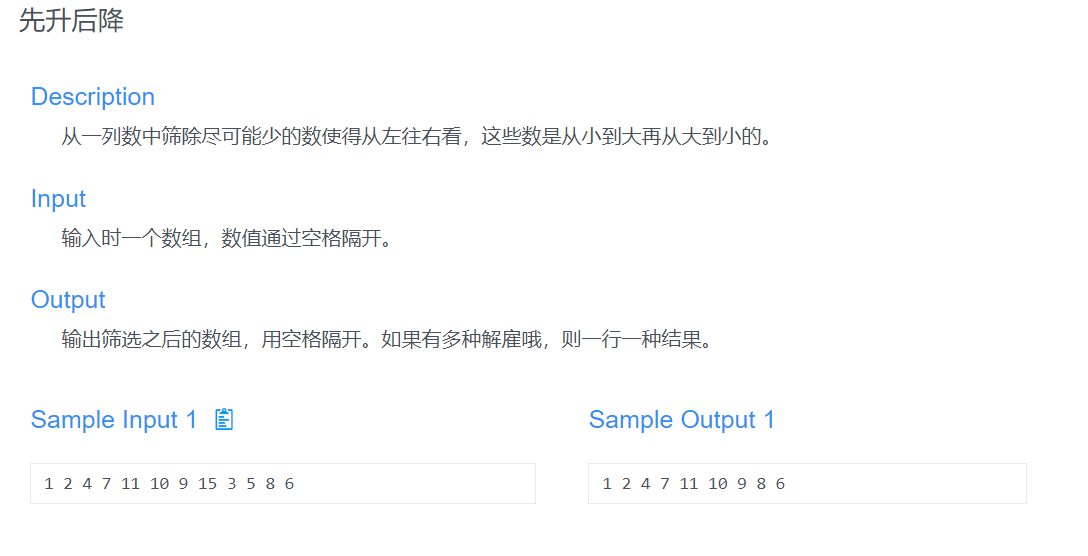 先升后降
Description
从一列数中筛除尽可能少的数使得从左往右看，这些数是从小到大再从大到小的。
Input
输入时一个数组，数值通过空格隔开。
Output
输出筛选之后的数组，用空格隔开。如果有多种解雇哦，则一行一种结果。
Sample Input 1
1 2 4 7 11 10 9 15 3 5 8 6
Sample Output 1
1 2 4 7 11 10 9 8 6